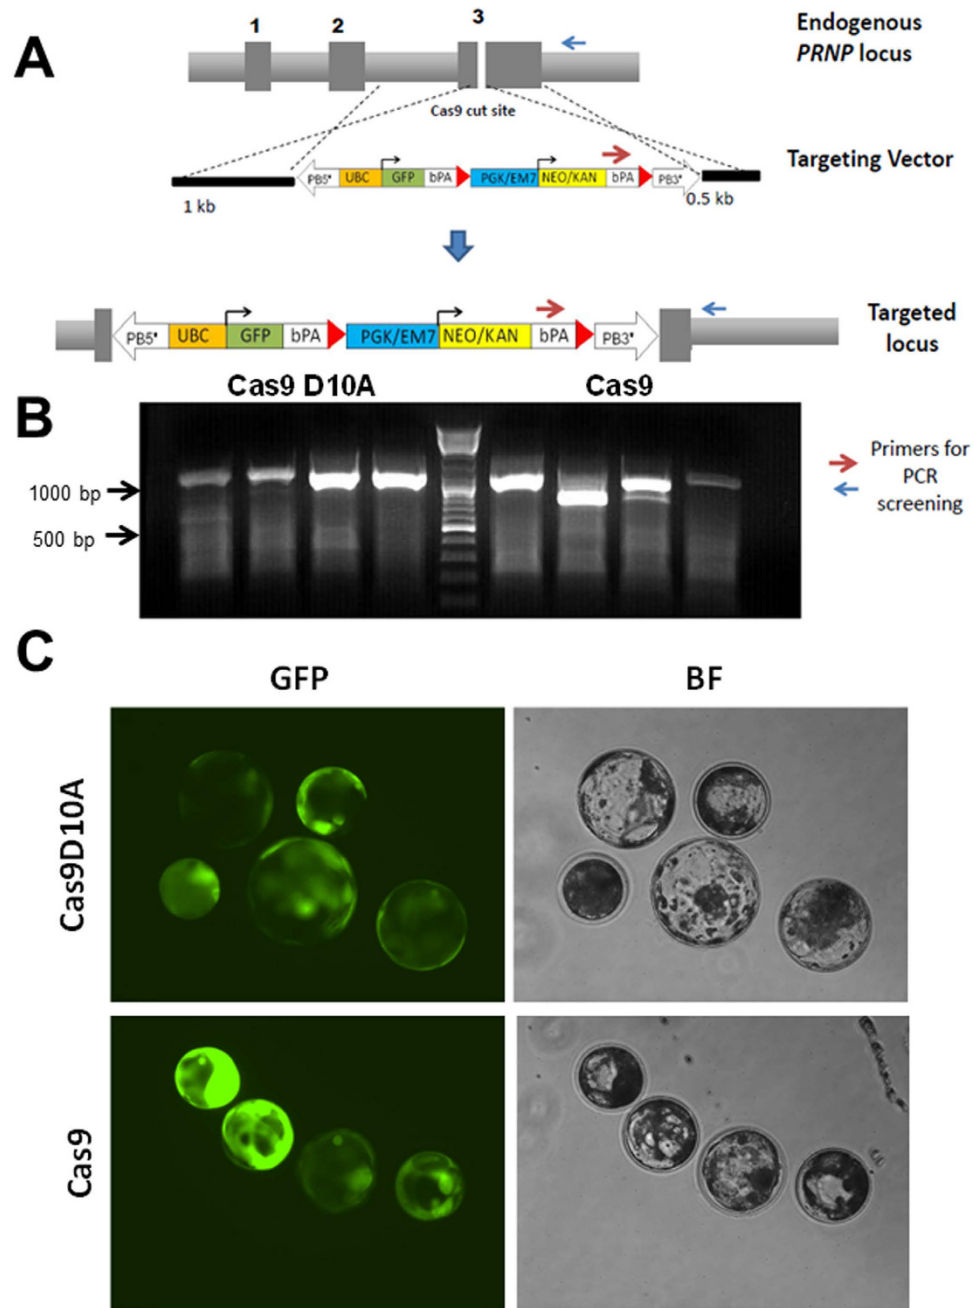 A
1 2 3
Endogenous
PRNP locus
Cas9 cut site
Targeting Vector
PB5' UBC GFP bPA PGK/EM7 NEO/KAN bPA PB3'
1 kb
0.5 kb
Targeted
locus
PB5' UBC GFP bPA PGK/EM7 NEO/KAN bPA PB3'
B
Cas9 D10A Cas9
1000 bp
500 bp
Primers for
PCR
screening
C
GFP BF
Cas9D10A
Cas9